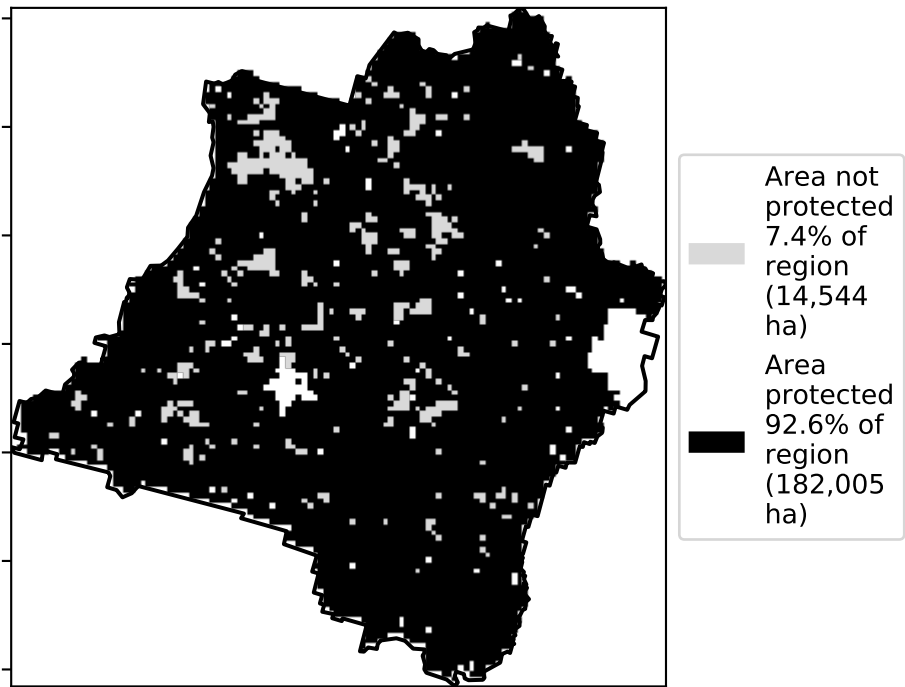 Area not
protected
7.4% of
region
(14,544
ha)
Area
protected
92.6% of
region
(182,005
ha)